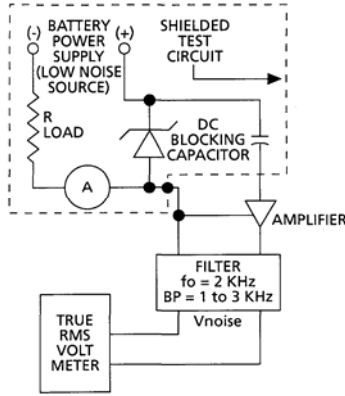 (-)
BATTERY
POWER
SUPPLY
(LOW NOISE
SOURCE)
(+)
SHIELDED
TEST
CIRCUIT
R
LOAD
DC
BLOCKING
CAPACITOR
A
AMPLIFIER
FILTER
fo = 2 KHz
BP = 1 to 3 KHz
Vnoise
TRUE
RMS
VOLT
METER